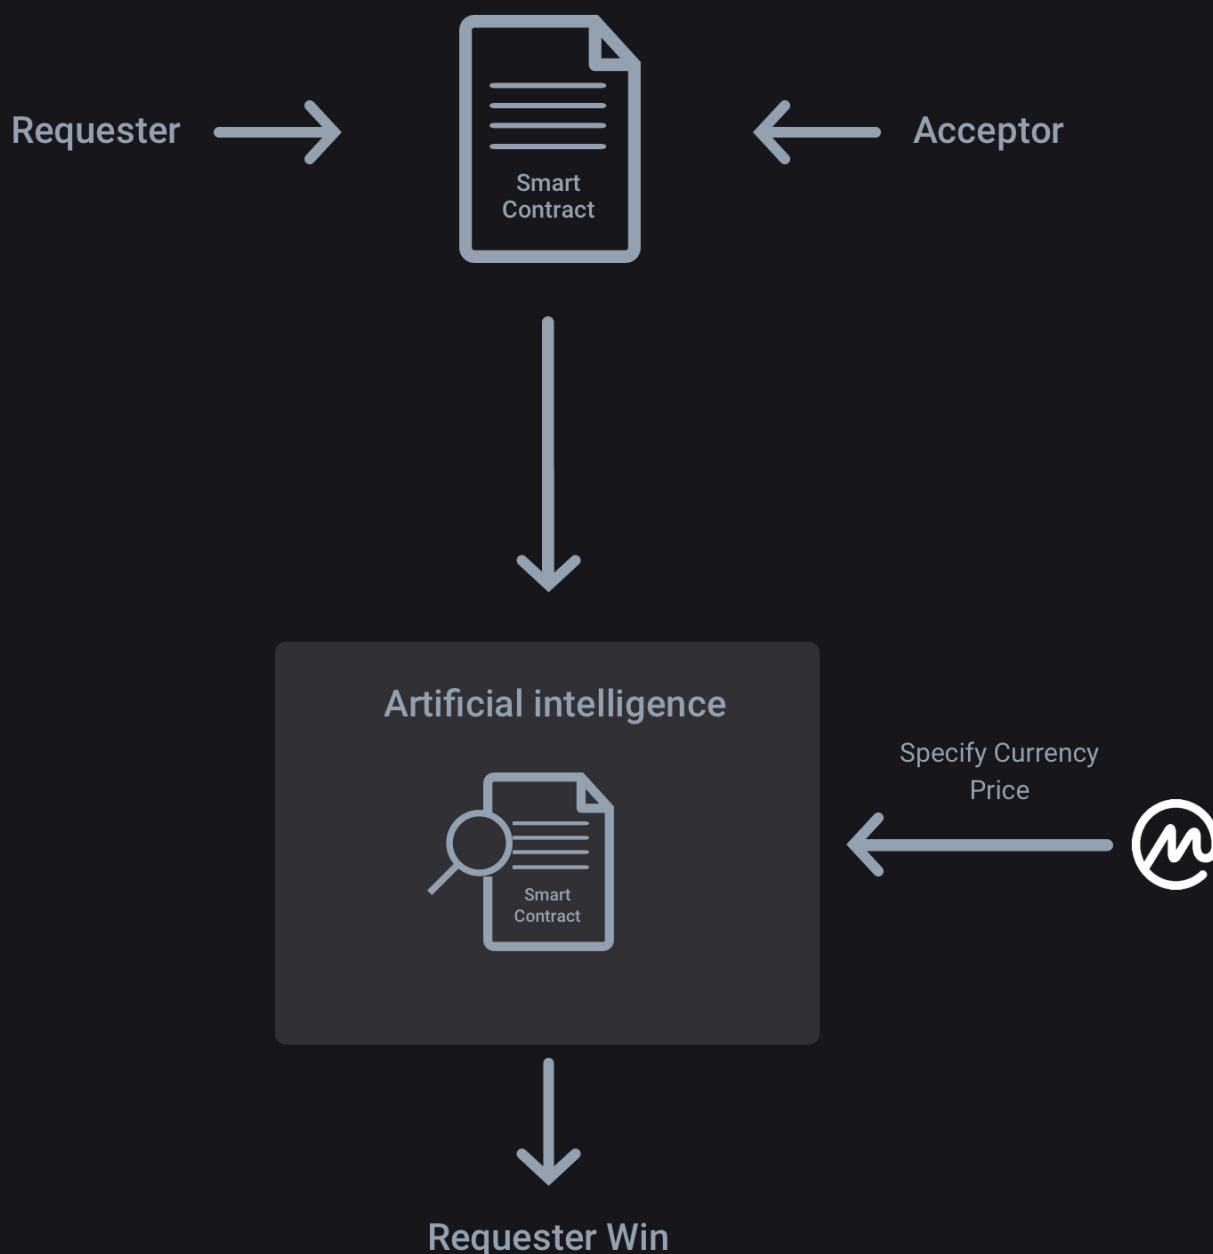 Requester
Acceptor
Smart
Contract
Artificial intelligence
Specify Currency
Price
Smart
Contract
Requester Win